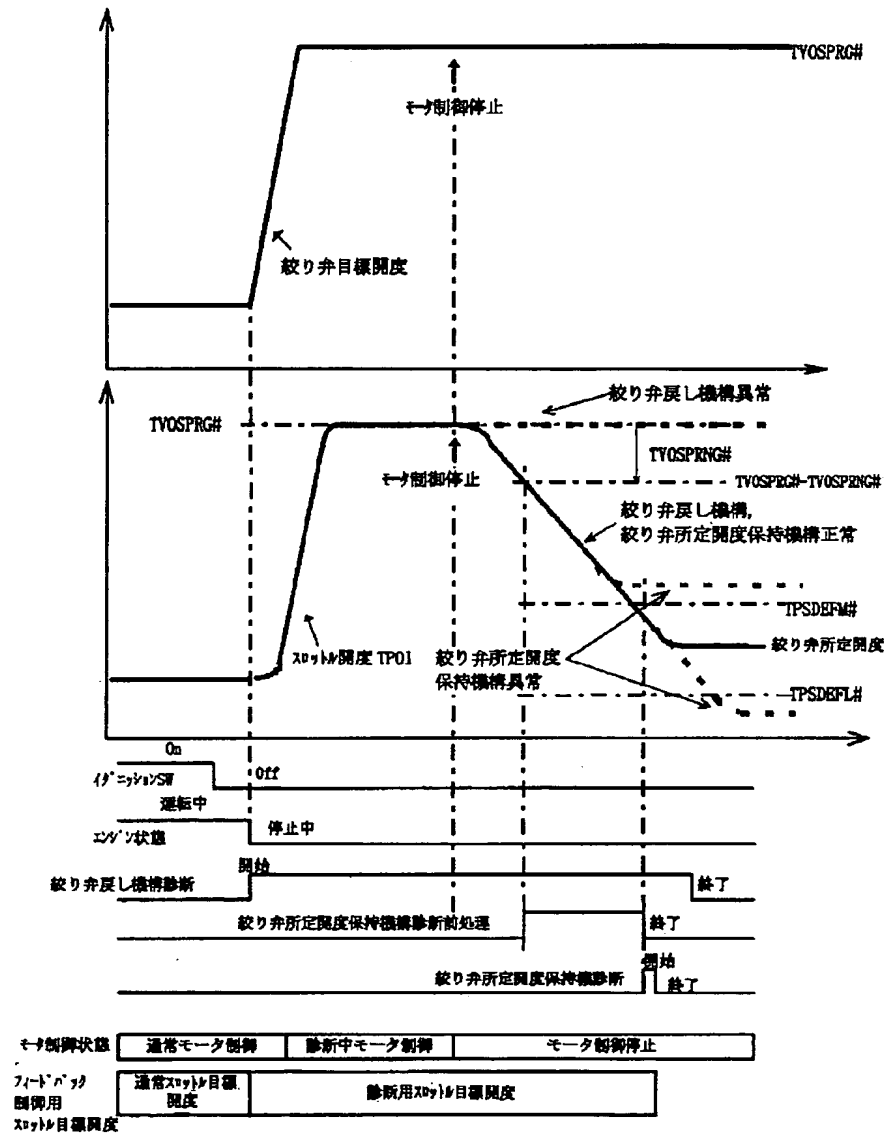 TVOSPRG#
モータ制御停止
絞り弁目標開度
絞り弁戻し機構異常
TVOSPRG#
TVOSPRNG#
モータ制御停止
TVOSPRG#-TVOSPRNG#
絞り弁戻し機構,
絞り弁所定開度保持機構正常
TPSDEFM#
絞り弁所定開度
スロットル開度 TPO1
絞り弁所定開度
保持機構異常
TPSDEFL#
On
イグニッションSW
Off
運転中
エンジン状態
停止中
開始
絞り弁戻し機構診断
終了
絞り弁所定開度保持機構診断前処理
終了
開始
絞り弁所定開度保持機診断
終了
モータ制御状態
通常モータ制御
診断中モータ制御
モータ制御停止
フィードバック
制御用
スロットル目標開度
通常スロットル目標
開度
診断用スロットル目標開度